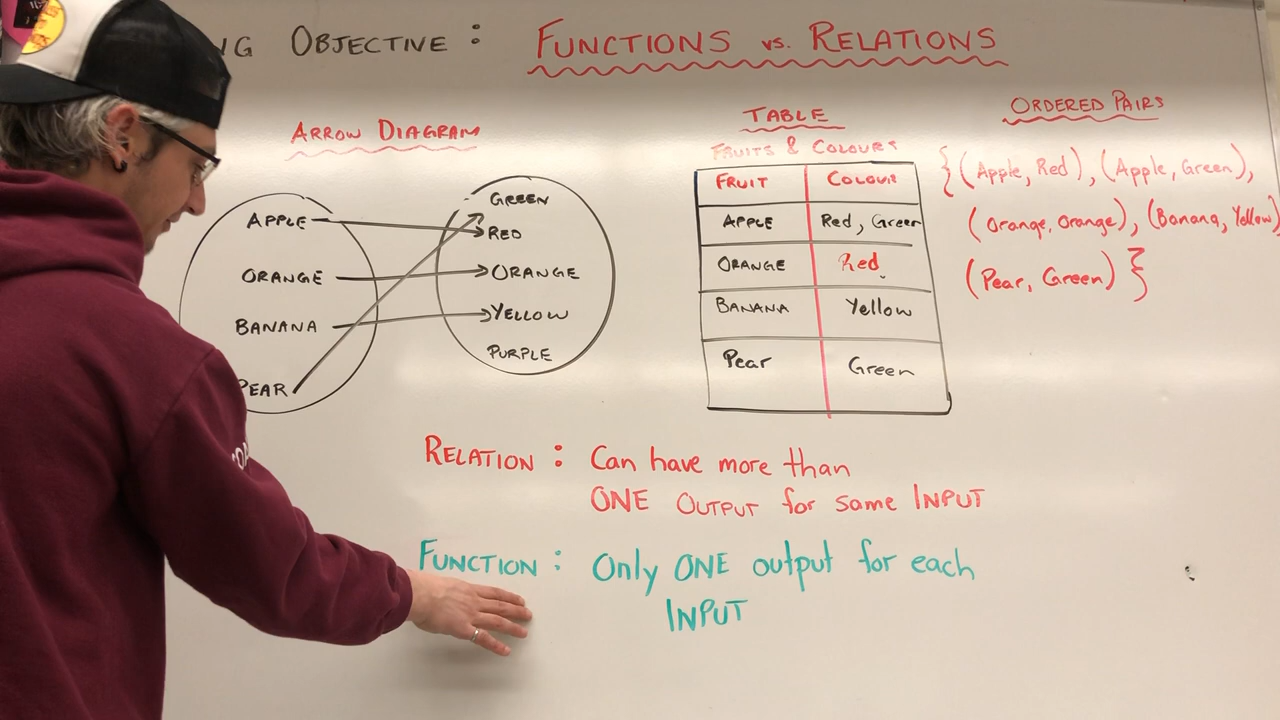 NG OBJECTIVE : FUNCTIONS vs. RELATIONS
ARROW DIAGRAM
APPLE
ORANGE
BANANA
PEAR
GREEN
RED
ORANGE
YELLOW
PURPLE
TABLE
FRUITS & COLOURS
FRUIT COLOUR
APPLE Red, Green
ORANGE Red
BANANA Yellow
Pear Green
ORDERED PAIRS
{(Apple, Red), (Apple, Green),
(Orange, Orange), (Banana, Yellow)
(Pear, Green)}
RELATION : Can have more than
ONE OUTPUT for same INPUT
FUNCTION : Only ONE output for each
INPUT